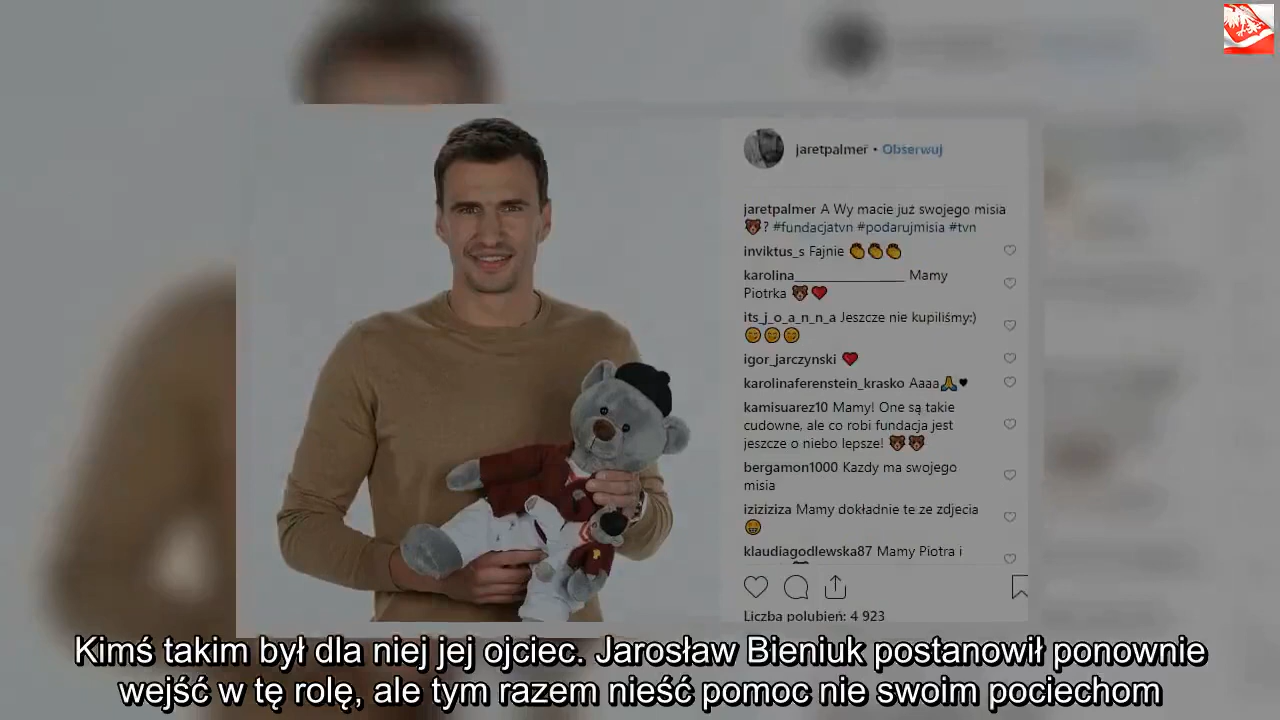 jaretpalmer • Obserwuj
jaretpalmer A Wy macie już swojego misia
🐻? #fundacjatvn #podarujmisia #tvn
inviktus_s Fajnie 👏👏👏
karolina____________________ Mamy
Piotrka 🐻❤️
its_j_o_a_n_n_a Jeszcze nie kupiliśmy:)
😊😊😊
igor_jarczynski ❤️
karolinaferenstein_krasko Aaaa🙏♥
kamisuarez10 Mamy! One są takie
cudowne, ale co robi fundacja jest
jeszcze o niebo lepsze! 🐻🐻
bergamon1000 Kazdy ma swojego
misia
iziziziza Mamy dokładnie te ze zdjecia
😁
klaudiagodlewska87 Mamy Piotra i
Liczba polubień: 4 923
Kimś takim był dla niej jej ojciec. Jarosław Bieniuk postanowił ponownie
wejść w tę rolę, ale tym razem nieść pomoc nie swoim pociechom